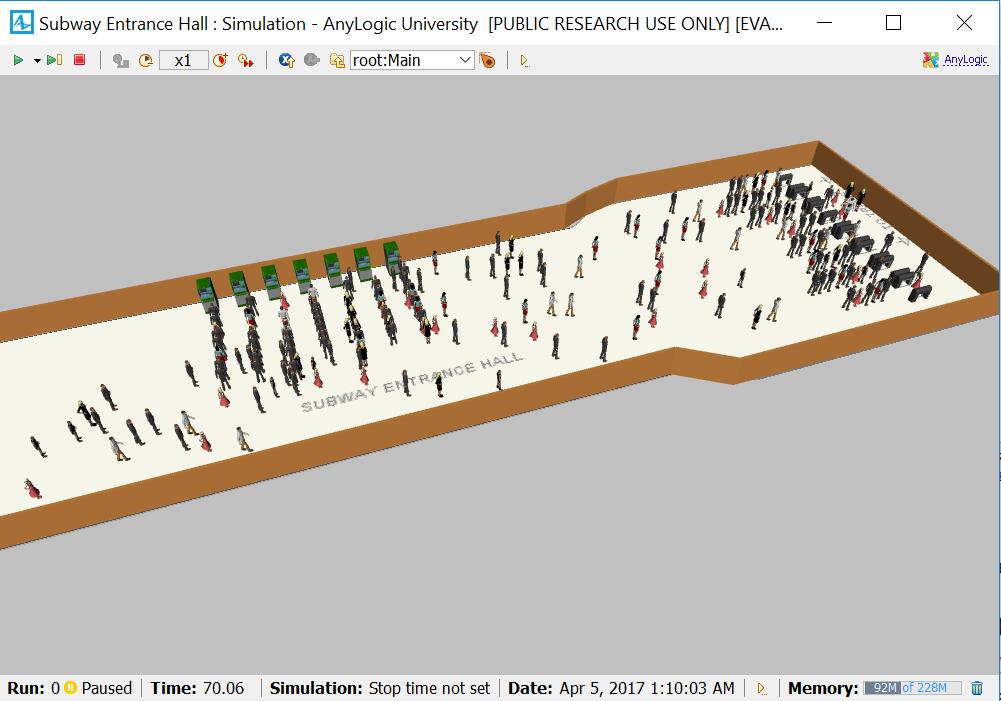 Subway Entrance Hall : Simulation - AnyLogic University [PUBLIC RESEARCH USE ONLY] [EVA...
x1 root:Main AnyLogic
SUBWAY ENTRANCE HALL
Run: 0 Paused Time: 70.06 Simulation: Stop time not set Date: Apr 5, 2017 1:10:03 AM Memory: 92M of 228M